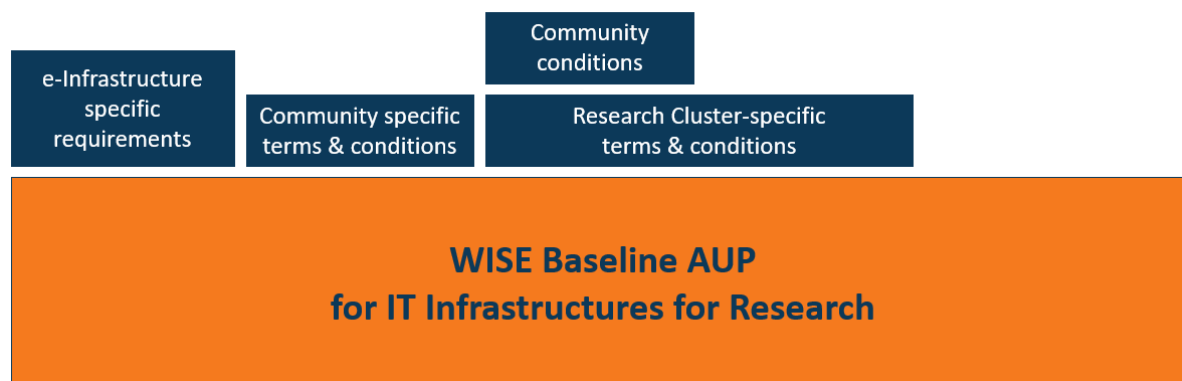 Community
conditions
e-Infrastructure
specific
requirements
Community specific
terms & conditions
Research Cluster-specific
terms & conditions
WISE Baseline AUP
for IT Infrastructures for Research